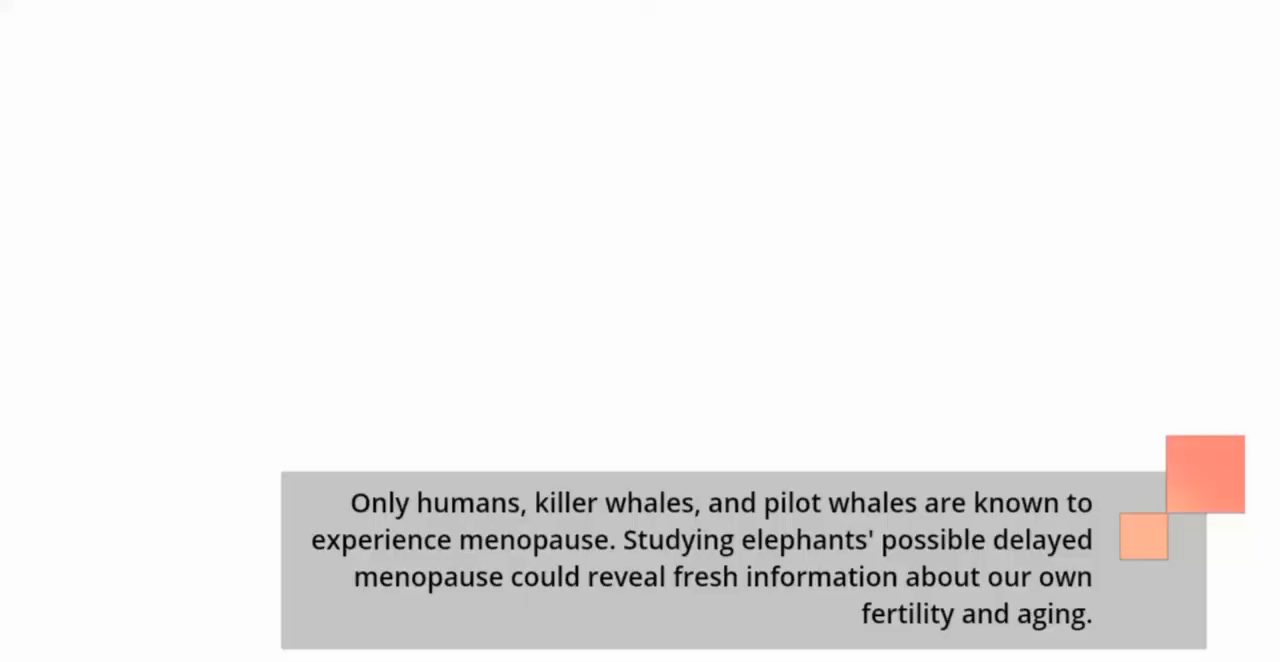 Only humans, killer whales, and pilot whales are known to
experience menopause. Studying elephants' possible delayed
menopause could reveal fresh information about our own
fertility and aging.